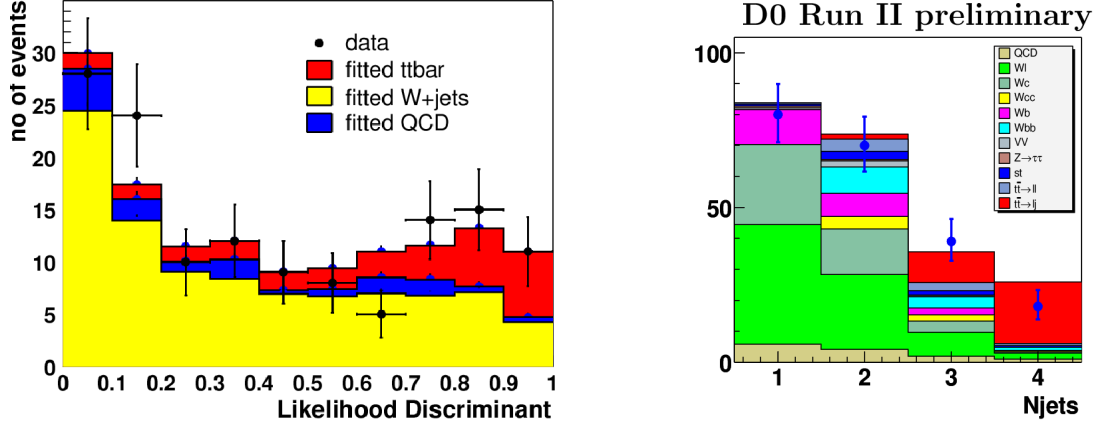 no of events
30
25
20
15
10
5
0
data
fitted ttbar
fitted W+jets
fitted QCD
0 0.1 0.2 0.3 0.4 0.5 0.6 0.7 0.8 0.9 1
Likelihood Discriminant
D0 Run II preliminary
100
50
0
QCD
Wl
Wc
Wcc
Wb
Wbb
VV
Z→ττ
st
tt̄→ll
tt̄→lj
1 2 3 4
Njets